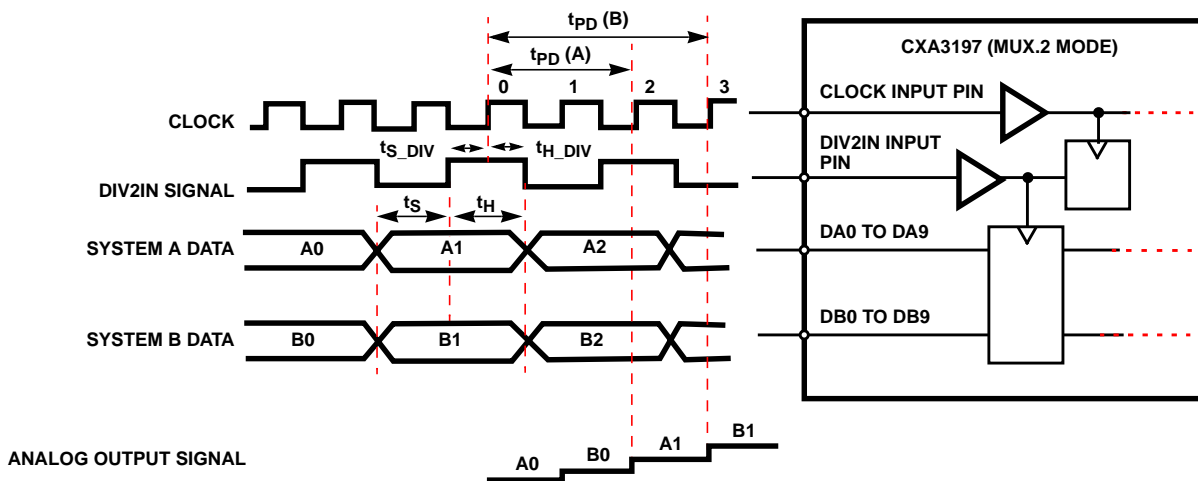 tPD (B)
tPD (A)
0 1 2 3
CLOCK
tS_DIV tH_DIV
DIV2IN SIGNAL
tS tH
SYSTEM A DATA A0 A1 A2
SYSTEM B DATA B0 B1 B2
ANALOG OUTPUT SIGNAL A0 B0 A1 B1
CXA3197 (MUX.2 MODE)
CLOCK INPUT PIN
DIV2IN INPUT
PIN
DA0 TO DA9
DB0 TO DB9